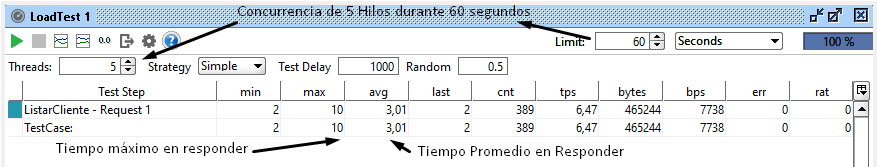 LoadTest 1
Concurrencia de 5 Hilos durante 60 segundos
0.0 ? Limit: 60 Seconds 100 %
Threads: 5 Strategy Simple Test Delay 1000 Random 0.5
Test Step min max avg last cnt tps bytes bps err rat
ListarCliente - Request 1 2 10 3,01 2 389 6,47 465244 7738 0 0
TestCase: 2 10 3,01 2 389 6,47 465244 7738 0 0
Tiempo máximo en responder Tiempo Promedio en Responder